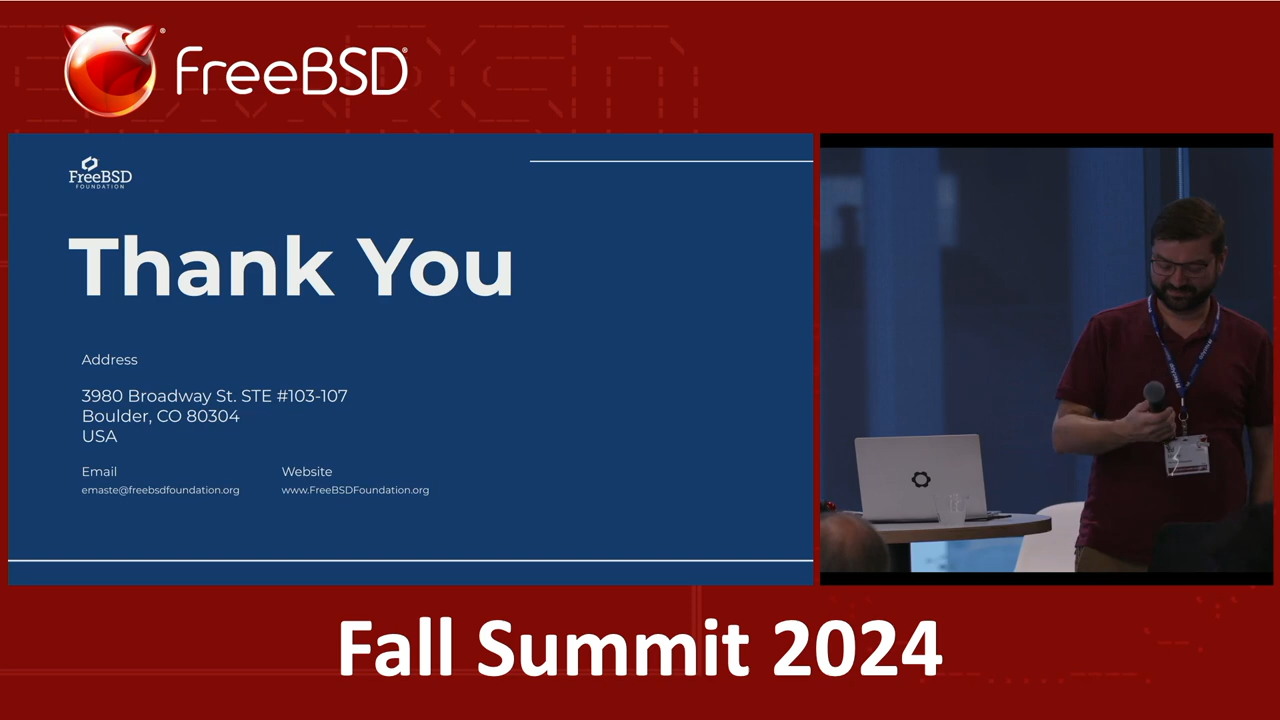 FreeBSD®
FreeBSD
FOUNDATION
Thank You
Address
3980 Broadway St. STE #103-107
Boulder, CO 80304
USA
Email Website
emaste@freebsdfoundation.org www.FreeBSDFoundation.org
Fall Summit 2024